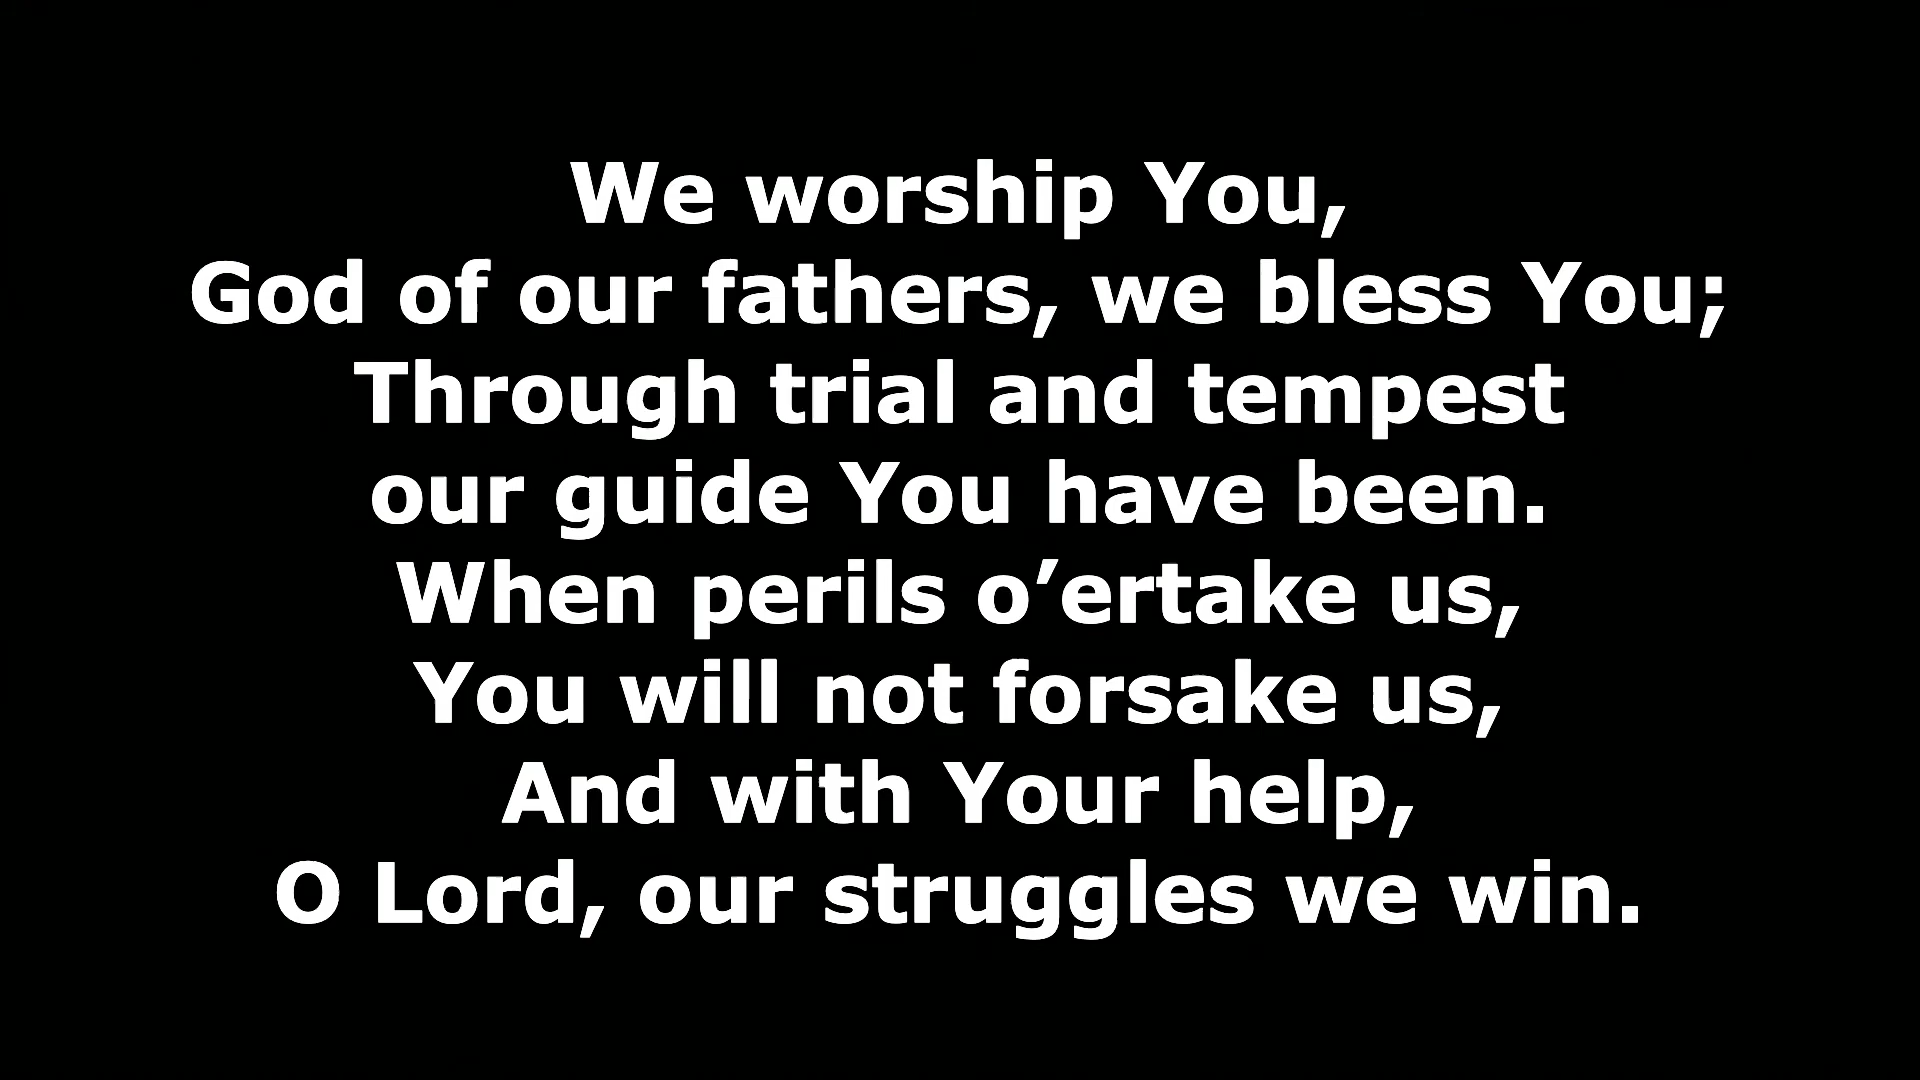 We worship You,
God of our fathers, we bless You;
Through trial and tempest
our guide You have been.
When perils o’ertake us,
You will not forsake us,
And with Your help,
O Lord, our struggles we win.